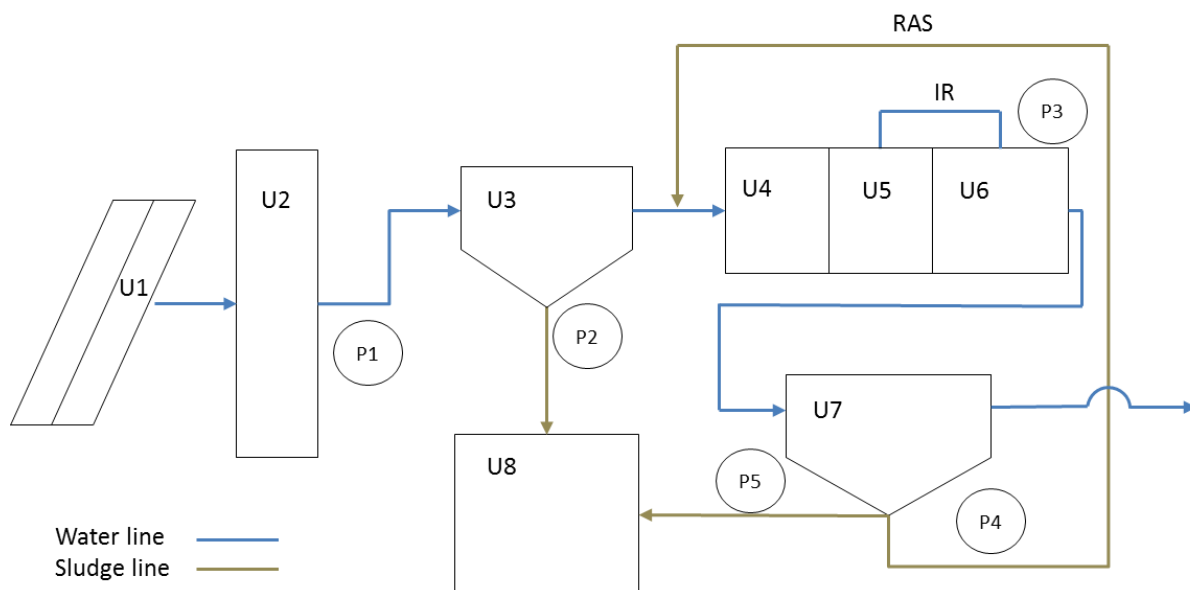 RAS
IR
P3
U1
U2
U3
U4
U5
U6
P1
P2
U7
U8
P5
P4
Water line
Sludge line